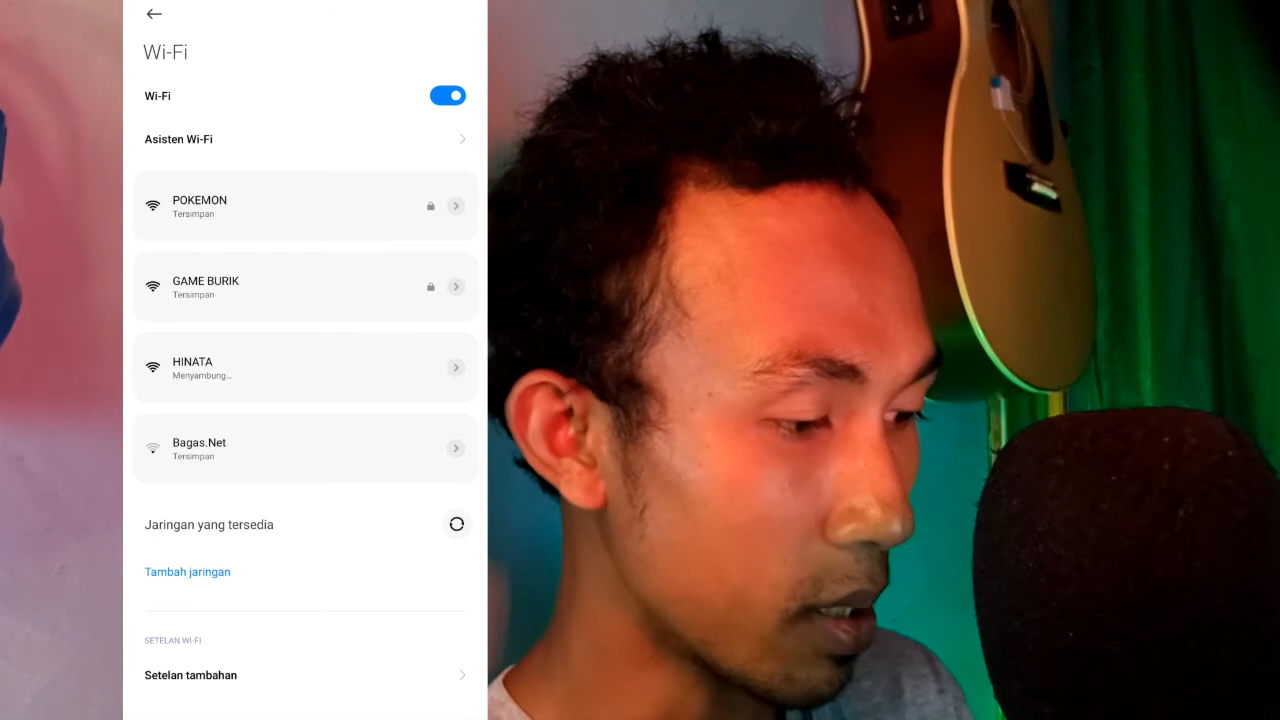 Wi-Fi
Wi-Fi
Asisten Wi-Fi
POKEMON
Tersimpan
GAME BURIK
Tersimpan
HINATA
Menyambung...
Bagas.Net
Tersimpan
Jaringan yang tersedia
Tambah jaringan
SETELAN WI-FI
Setelan tambahan